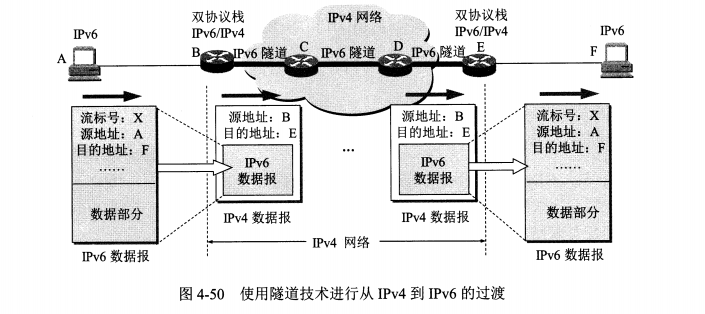 IPv6
双协议栈
IPv6/IPv4
IPv4 网络
双协议栈
IPv6/IPv4
IPv6
A
B
IPv6 隧道
C
IPv6 隧道
D
IPv6 隧道
E
F
流标号：X
源地址：A
目的地址：F
……
数据部分
IPv6 数据报
源地址：B
目的地址：E
IPv6
数据报
IPv4 数据报
...
源地址：B
目的地址：E
IPv6
数据报
IPv4 数据报
流标号：X
源地址：A
目的地址：F
……
数据部分
IPv6 数据报
IPv4 网络
图 4-50 使用隧道技术进行从 IPv4 到 IPv6 的过渡